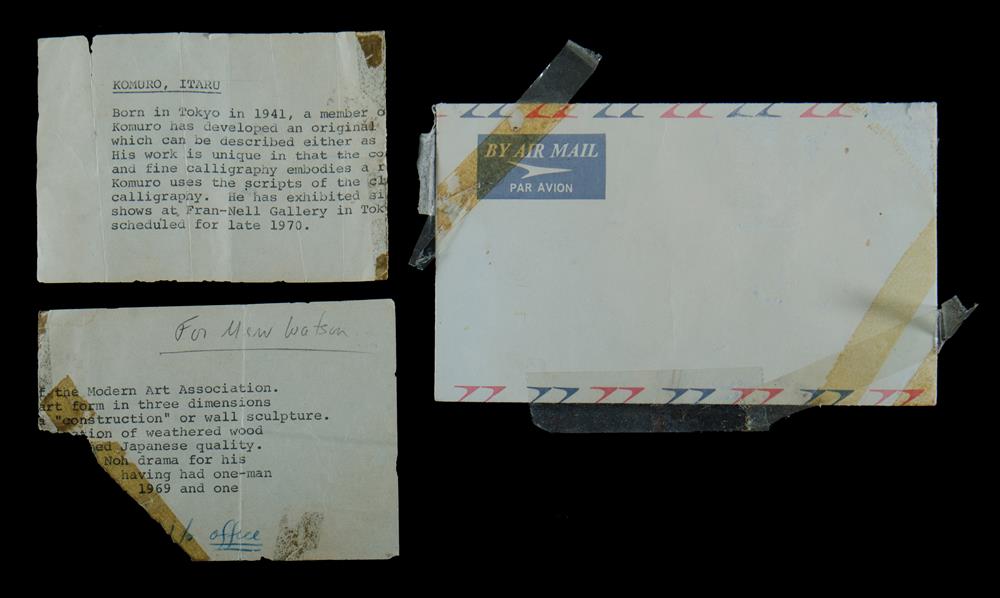 KOMURO, ITARU
Born in Tokyo in 1941, a member o
Komuro has developed an original
which can be described either as
His work is unique in that the co
and fine calligraphy embodies a r
Komuro uses the scripts of the cl
calligraphy. He has exhibited si
shows at Fran-Nell Gallery in Tok
scheduled for late 1970.
For Mew Watson
f the Modern Art Association.
art form in three dimensions
a "construction" or wall sculpture.
of weathered wood
Japanese quality.
Noh drama for his
having had one-man
1969 and one
office
BY AIR MAIL
PAR AVION